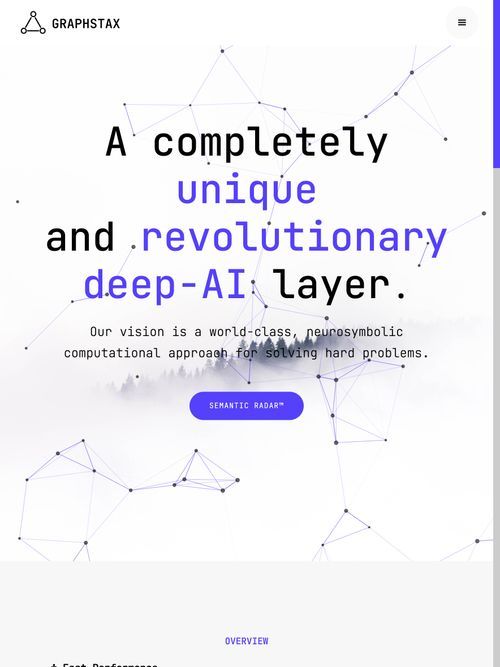 GRAPHSTAX
A completely
unique
and revolutionary
deep-AI layer.
Our vision is a world-class, neurosymbolic
computational approach for solving hard problems.
SEMANTIC RADAR™
OVERVIEW